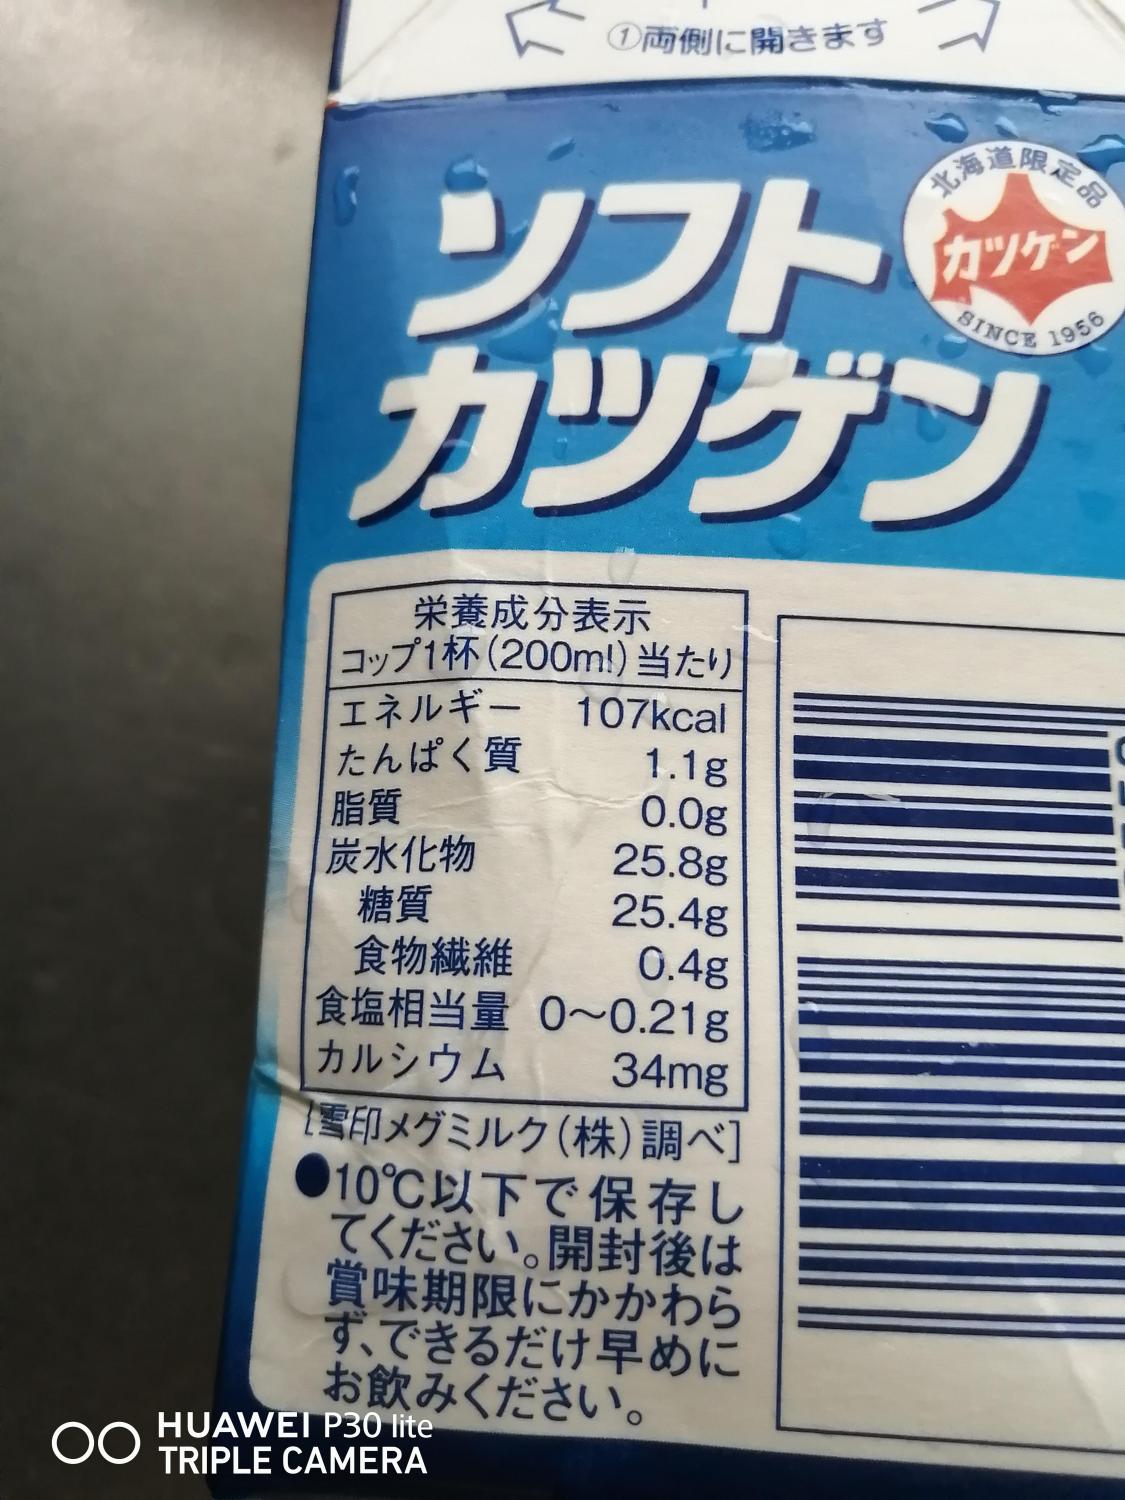 ①両側に開きます
北海道限定品
カツゲン
SINCE 1956
ソフト
カツゲン
栄養成分表示
コップ1杯(200ml)当たり
エネルギー 107kcal
たんぱく質 1.1g
脂質 0.0g
炭水化物 25.8g
糖質 25.4g
食物繊維 0.4g
食塩相当量 0～0.21g
カルシウム 34mg
[雪印メグミルク(株)調べ]
●10℃以下で保存し
てください。開封後は
賞味期限にかかわら
ず、できるだけ早めに
お飲みください。
HUAWEI P30 lite
TRIPLE CAMERA